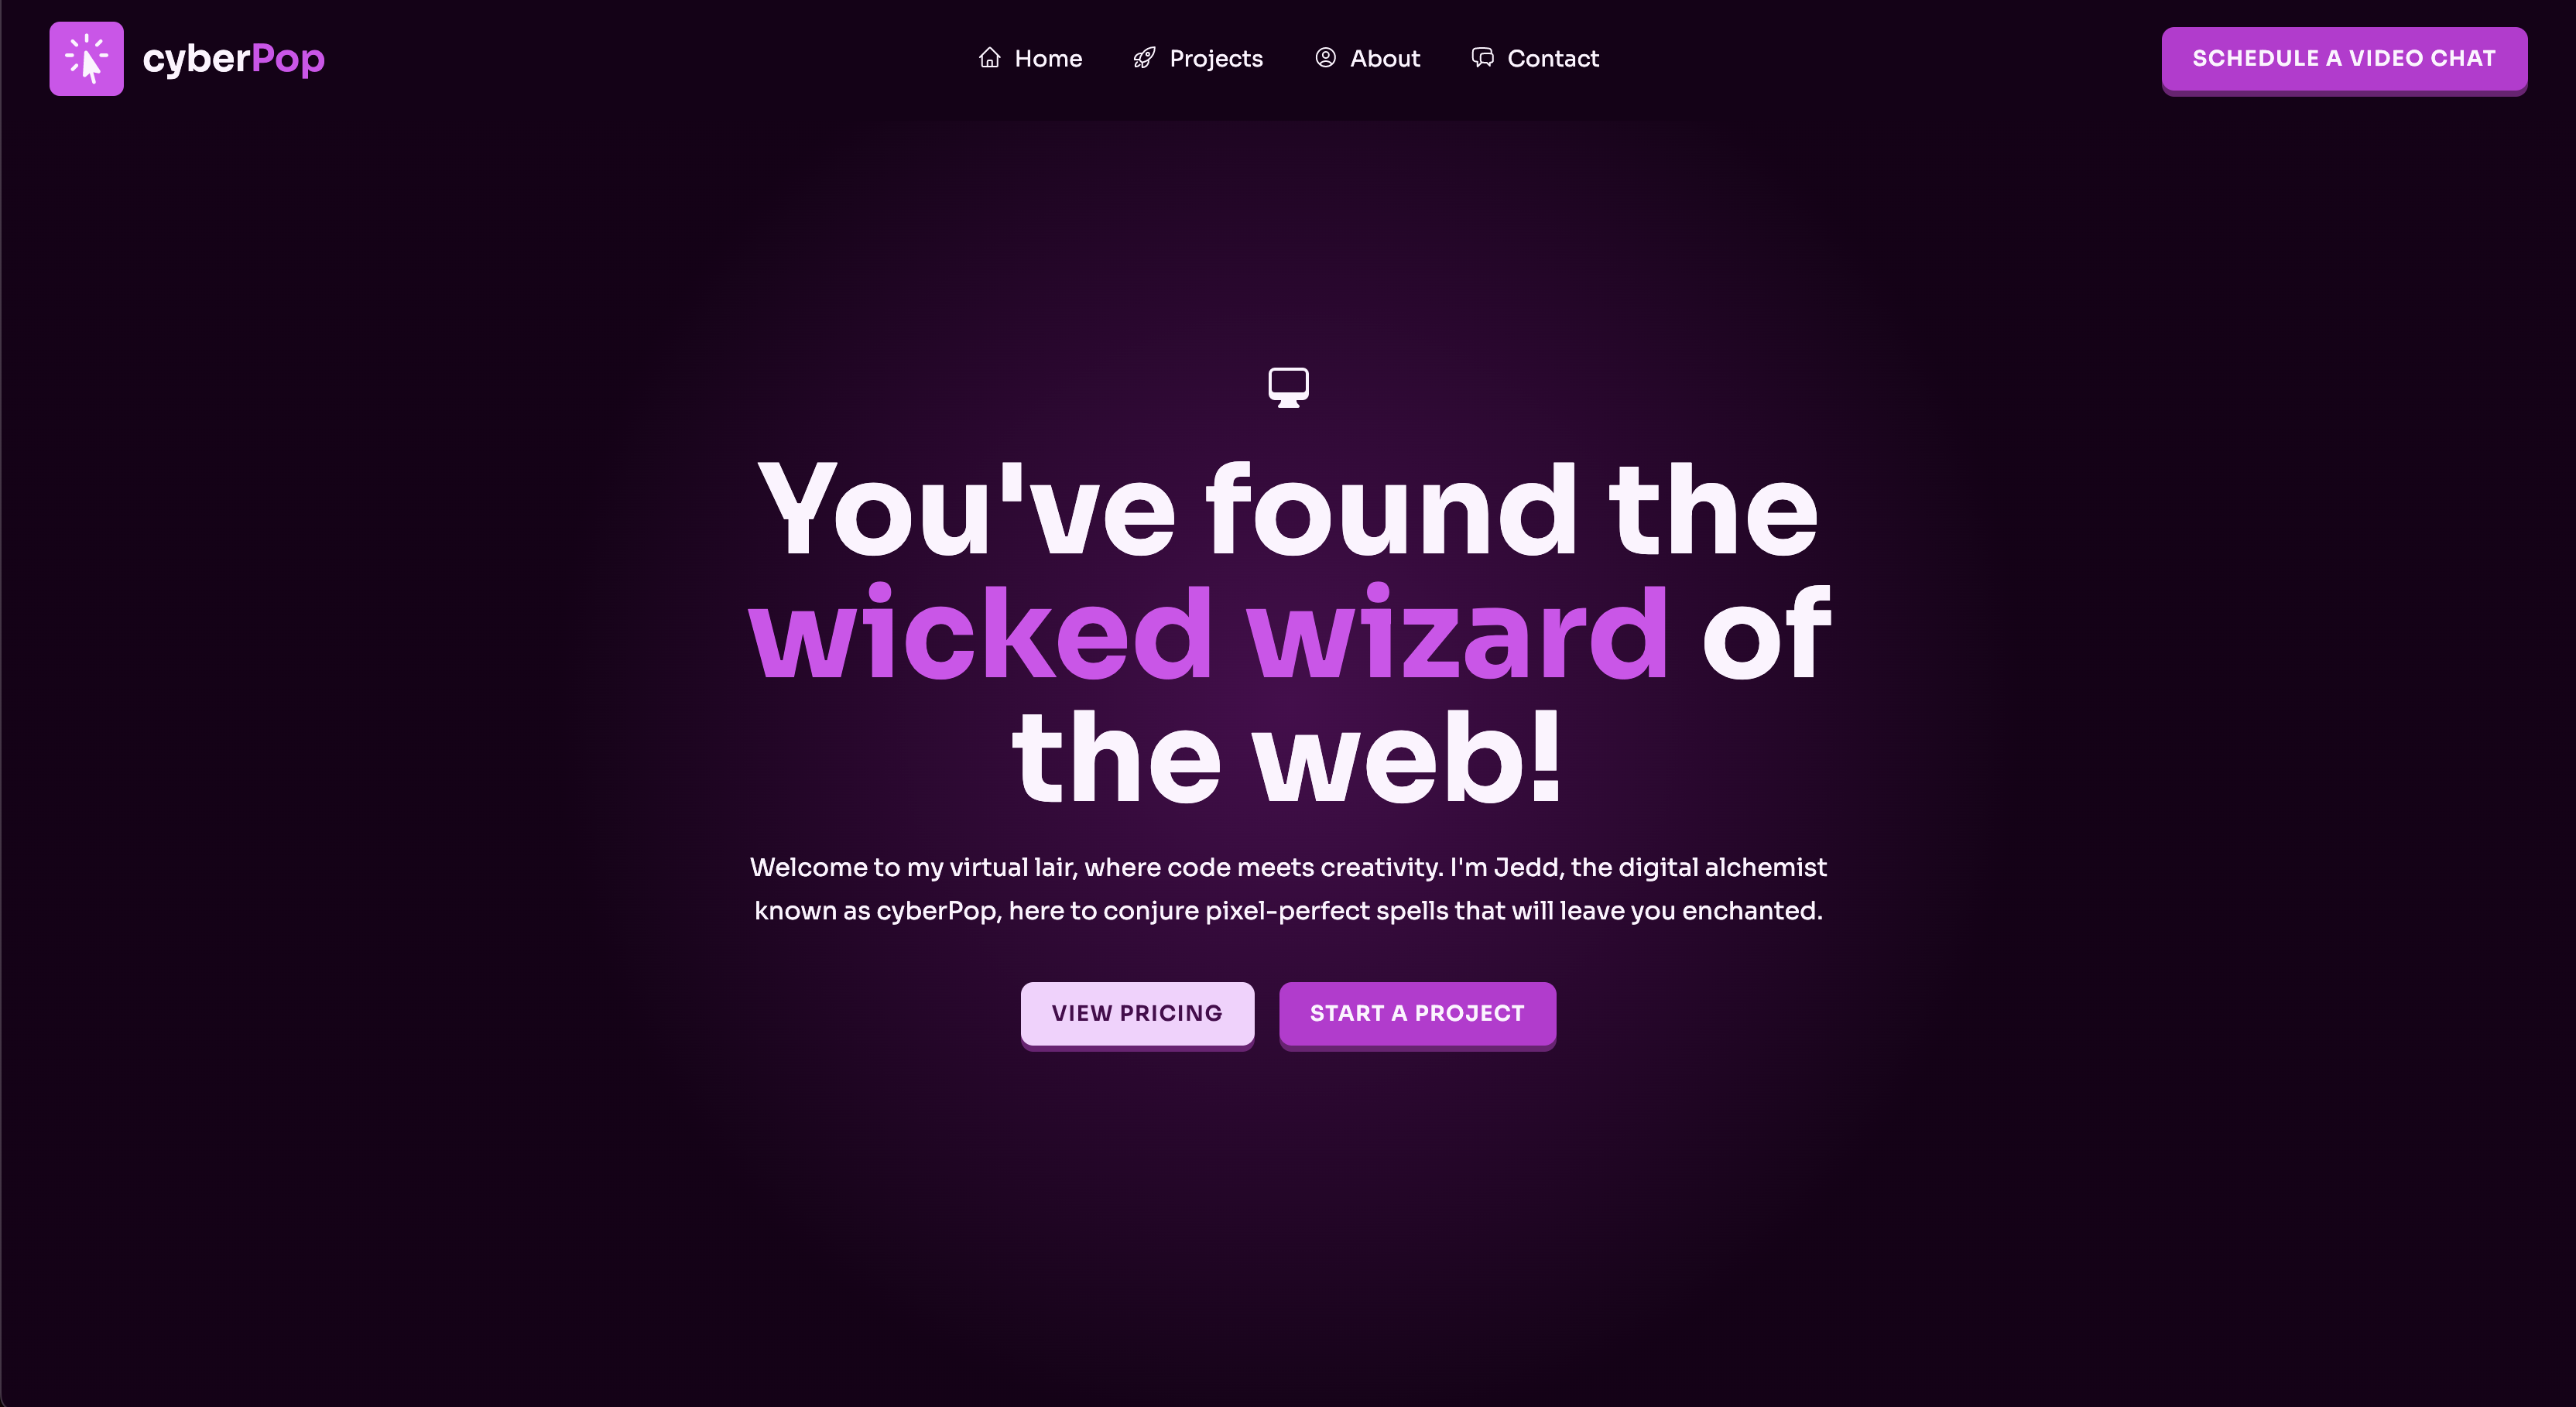 cyberPop
Home
Projects
About
Contact
SCHEDULE A VIDEO CHAT
You've found the
wicked wizard of
the web!
Welcome to my virtual lair, where code meets creativity. I'm Jedd, the digital alchemist
known as cyberPop, here to conjure pixel-perfect spells that will leave you enchanted.
VIEW PRICING
START A PROJECT